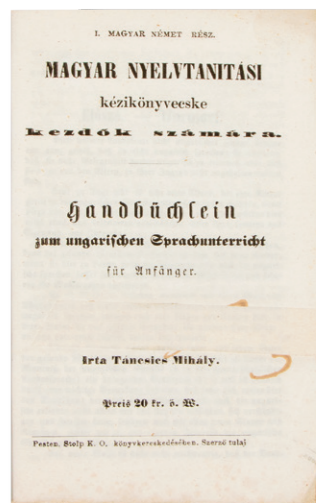 I. MAGYAR NÉMET RÉSZ.
MAGYAR NYELVTANITÁSI
kézikönyvecske
kezdők számára.
Handbüchlein
zum ungarischen Sprachunterricht
für Anfänger.
Irta Táncsics Mihály.
Preis 20 kr. ö. W.
Pesten, Stolp K. O. könyvkereskedésében. Szerző tulaj